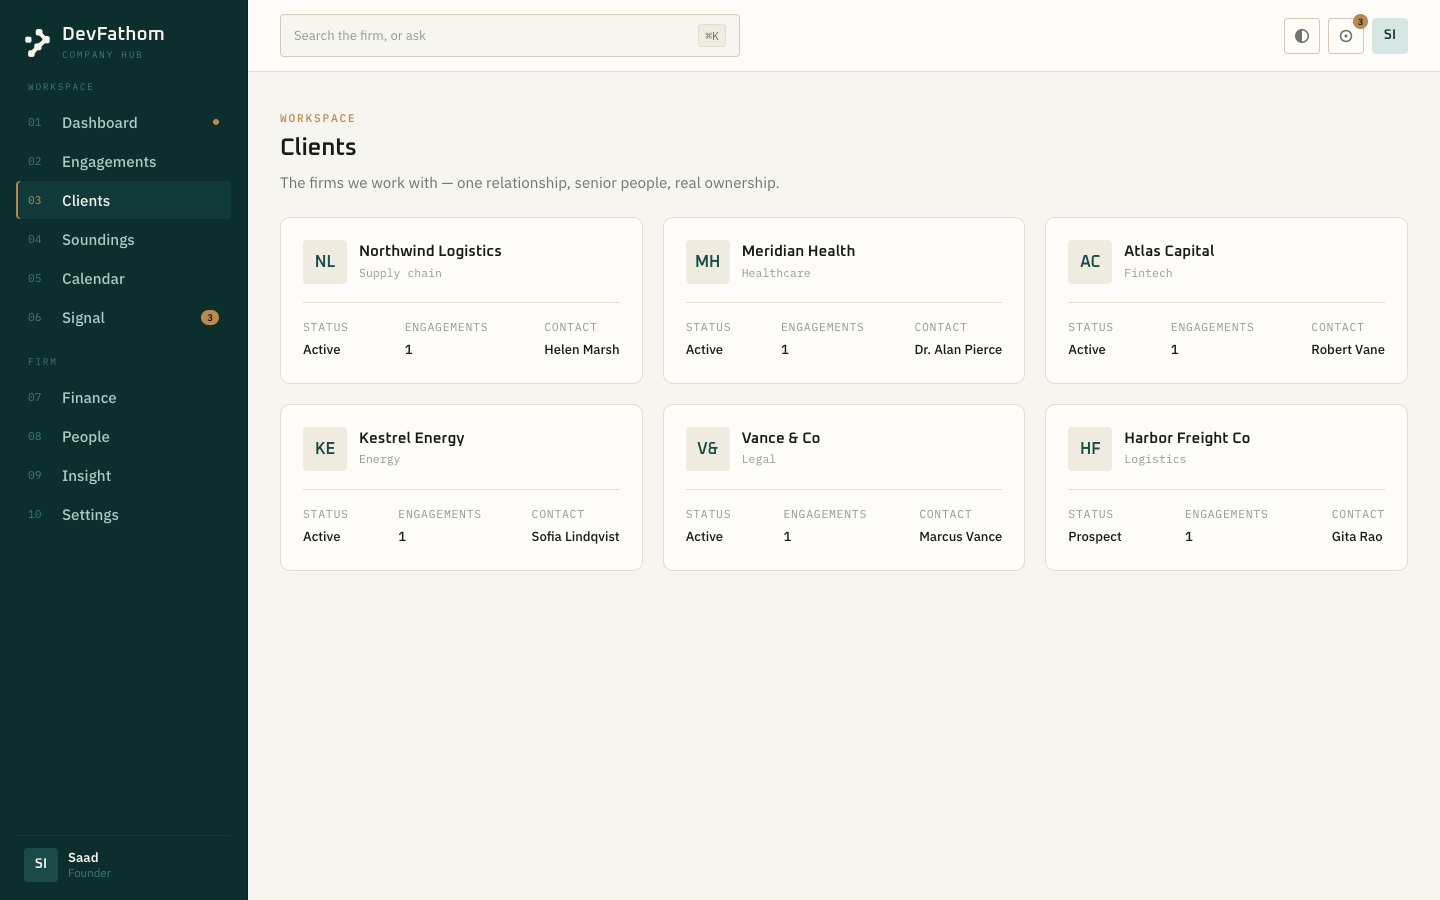 DevFathom
COMPANY HUB
WORKSPACE
01 Dashboard
02 Engagements
03 Clients
04 Soundings
05 Calendar
06 Signal 3
FIRM
07 Finance
08 People
09 Insight
10 Settings
SI Saad
Founder
Search the firm, or ask ⌘K
3
SI
WORKSPACE
Clients
The firms we work with — one relationship, senior people, real ownership.
NL Northwind Logistics
Supply chain
STATUS ENGAGEMENTS CONTACT
Active 1 Helen Marsh
MH Meridian Health
Healthcare
STATUS ENGAGEMENTS CONTACT
Active 1 Dr. Alan Pierce
AC Atlas Capital
Fintech
STATUS ENGAGEMENTS CONTACT
Active 1 Robert Vane
KE Kestrel Energy
Energy
STATUS ENGAGEMENTS CONTACT
Active 1 Sofia Lindqvist
V& Vance & Co
Legal
STATUS ENGAGEMENTS CONTACT
Active 1 Marcus Vance
HF Harbor Freight Co
Logistics
STATUS ENGAGEMENTS CONTACT
Prospect 1 Gita Rao